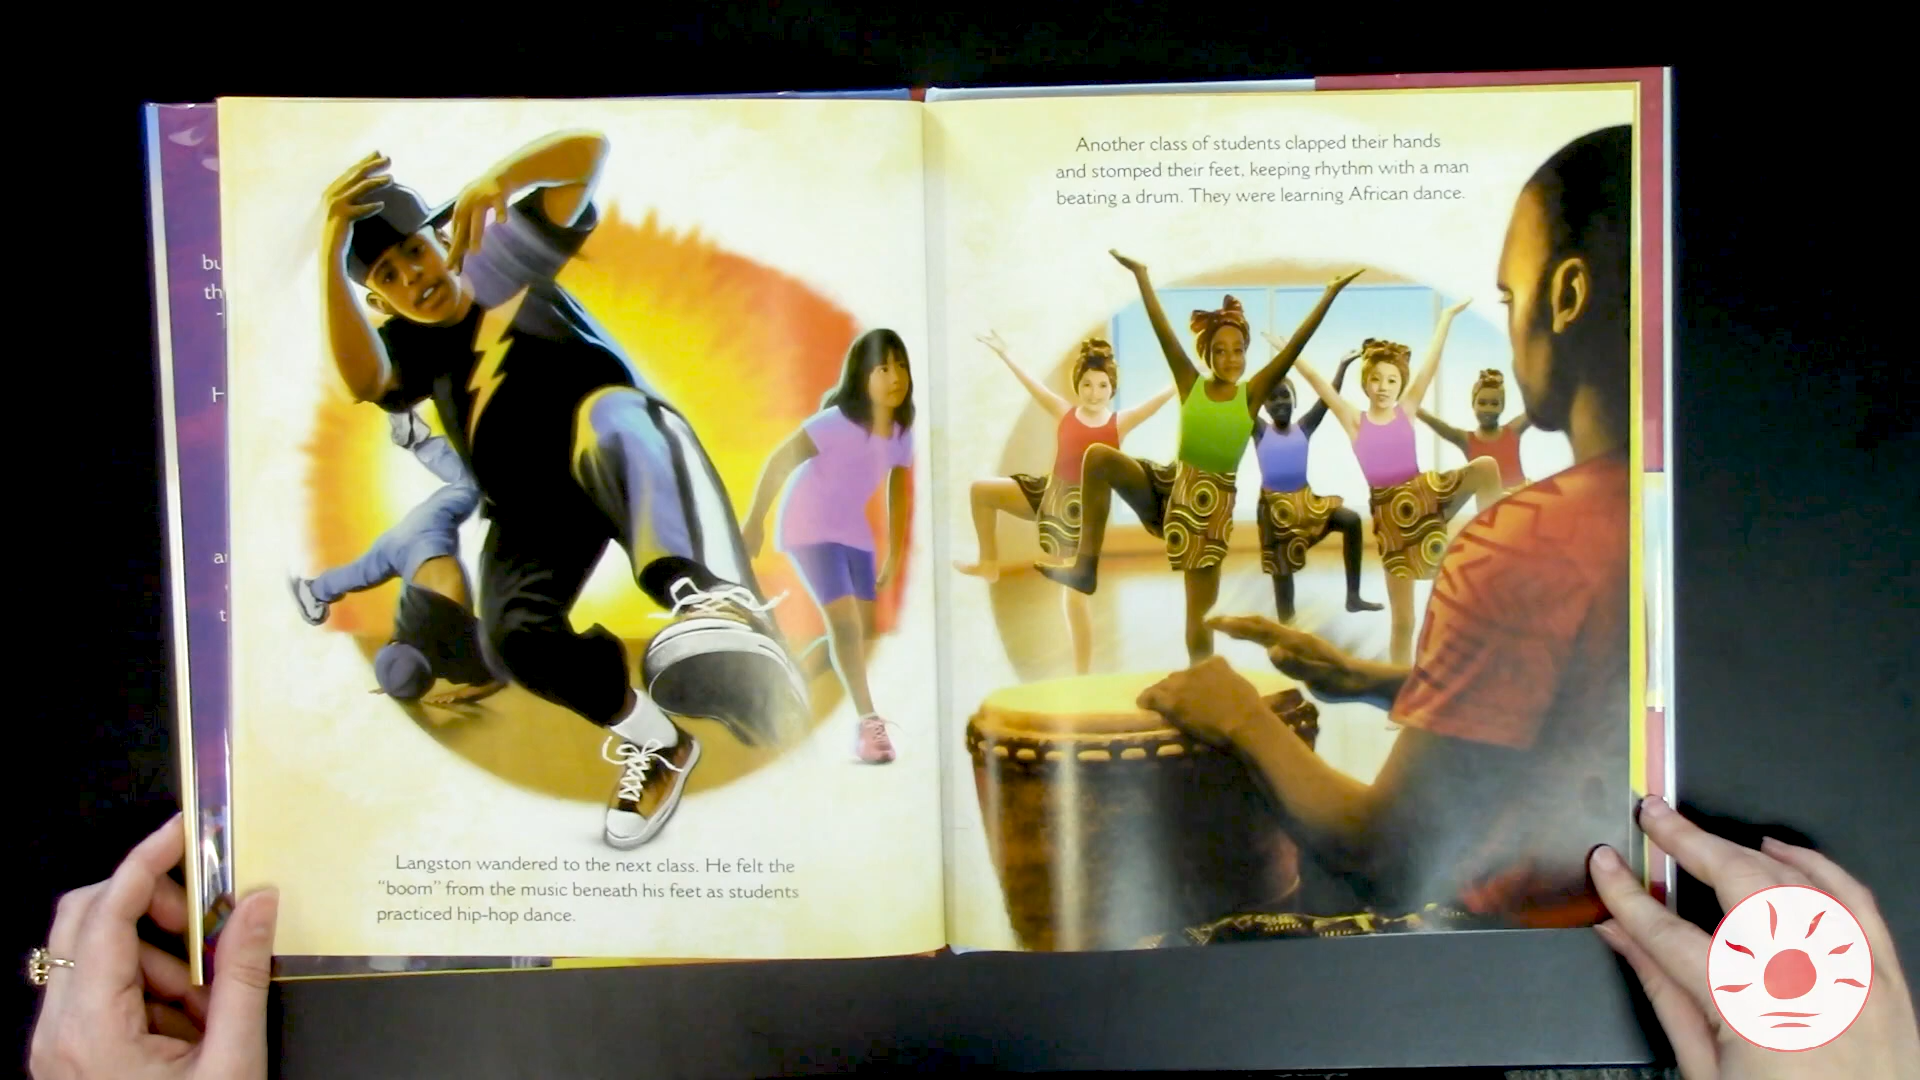 Langston wandered to the next class. He felt the
"boom" from the music beneath his feet as students
practiced hip-hop dance.
Another class of students clapped their hands
and stomped their feet, keeping rhythm with a man
beating a drum. They were learning African dance.